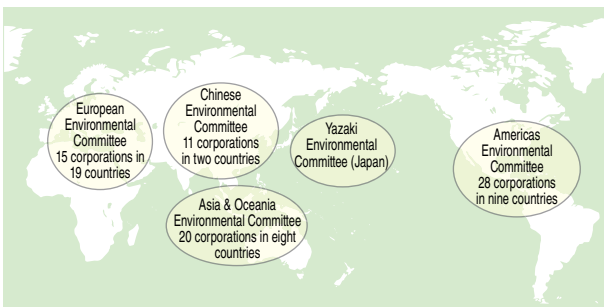 European
Environmental
Committee
15 corporations in
19 countries
Chinese
Environmental
Committee
11 corporations
in two countries
Yazaki
Environmental
Committee (Japan)
Americas
Environmental
Committee
28 corporations
in nine countries
Asia & Oceania
Environmental Committee
20 corporations in eight
countries